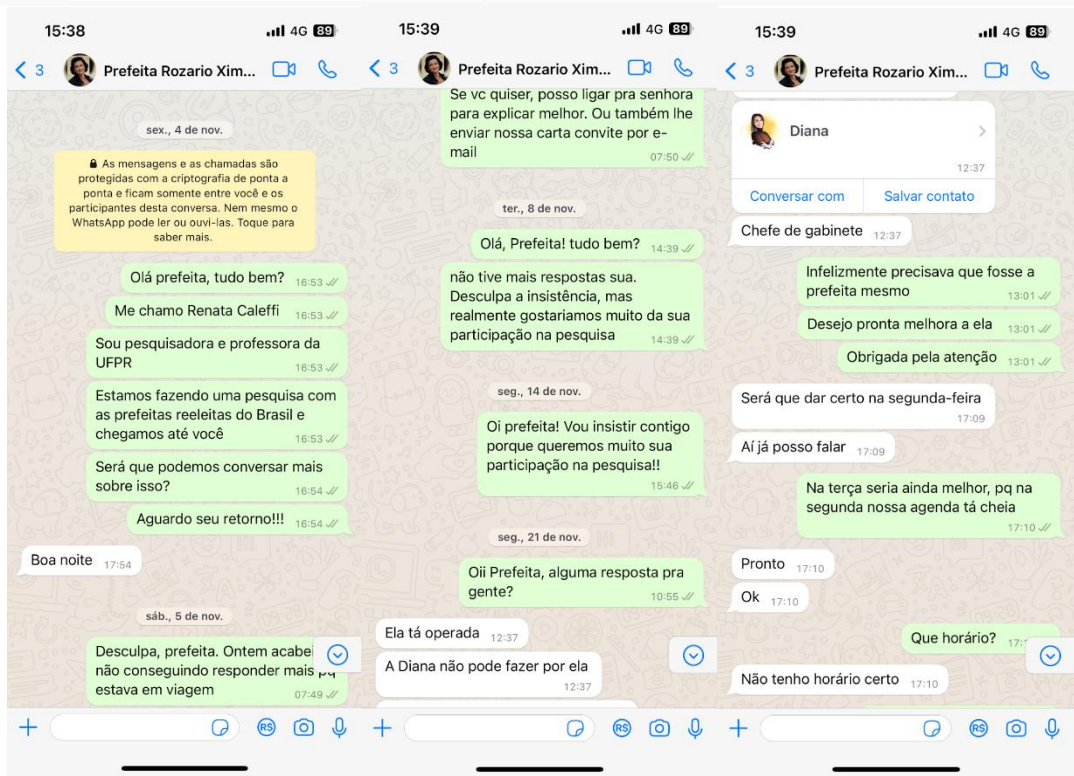 15:38
4G 89
3 Prefeita Rozario Xim...
sex., 4 de nov.
As mensagens e as chamadas são
protegidas com a criptografia de ponta a
ponta e ficam somente entre você e os
participantes desta conversa. Nem mesmo o
WhatsApp pode ler ou ouvi-las. Toque para
saber mais.
Olá prefeita, tudo bem? 16:53
Me chamo Renata Caleffi 16:53
Sou pesquisadora e professora da
UFPR 16:53
Estamos fazendo uma pesquisa com
as prefeitas reeleitas do Brasil e
chegamos até você 16:53
Será que podemos conversar mais
sobre isso? 16:54
Aguardo seu retorno!!! 16:54
Boa noite 17:54
sáb., 5 de nov.
Desculpa, prefeita. Ontem acabei
não conseguindo responder mais pq
estava em viagem 07:49
R$
15:39
4G 89
3 Prefeita Rozario Xim...
Se vc quiser, posso ligar pra senhora
para explicar melhor. Ou também lhe
enviar nossa carta convite por e-
mail 07:50
ter., 8 de nov.
Olá, Prefeita! tudo bem? 14:39
não tive mais respostas sua.
Desculpa a insistência, mas
realmente gostariamos muito da sua
participação na pesquisa 14:39
seg., 14 de nov.
Oi prefeita! Vou insistir contigo
porque queremos muito sua
participação na pesquisa!!
15:46
seg., 21 de nov.
Oii Prefeita, alguma resposta pra
gente? 10:55
Ela tá operada 12:37
A Diana não pode fazer por ela
12:37
R$
15:39
4G 89
3 Prefeita Rozario Xim...
Diana
12:37
Conversar com Salvar contato
Chefe de gabinete 12:37
Infelizmente precisava que fosse a
prefeita mesmo 13:01
Desejo pronta melhora a ela 13:01
Obrigada pela atenção 13:01
Será que dar certo na segunda-feira
17:09
Aí já posso falar 17:09
Na terça seria ainda melhor, pq na
segunda nossa agenda tá cheia
17:10
Pronto 17:10
Ok 17:10
Que horário?
Não tenho horário certo 17:10
R$